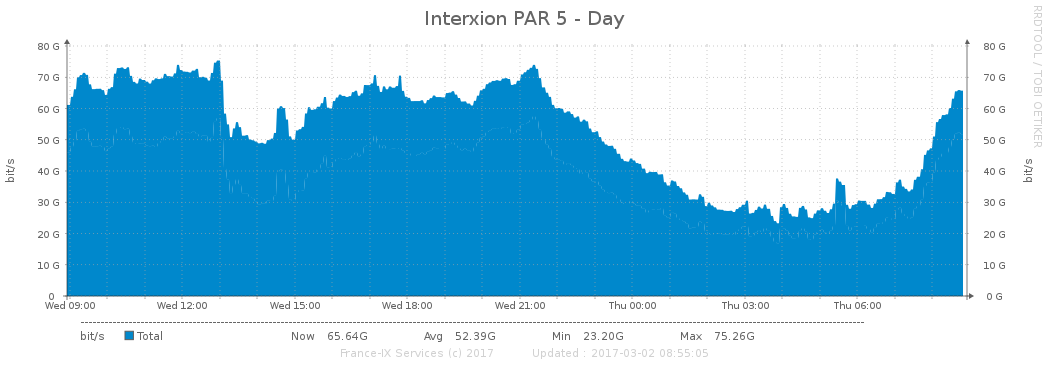 Interxion PAR 5 - Day
RRDTOOL / TOBI OETIKER
80 G 80 G
70 G 70 G
60 G 60 G
50 G 50 G
40 G 40 G
30 G 30 G
20 G 20 G
10 G 10 G
0 0 G
bit/s bit/s
Wed 09:00 Wed 12:00 Wed 15:00 Wed 18:00 Wed 21:00 Thu 00:00 Thu 03:00 Thu 06:00
bit/s Total Now 65.64G Avg 52.39G Min 23.20G Max 75.26G
France-IX Services (c) 2017 Updated : 2017-03-02 08:55:05